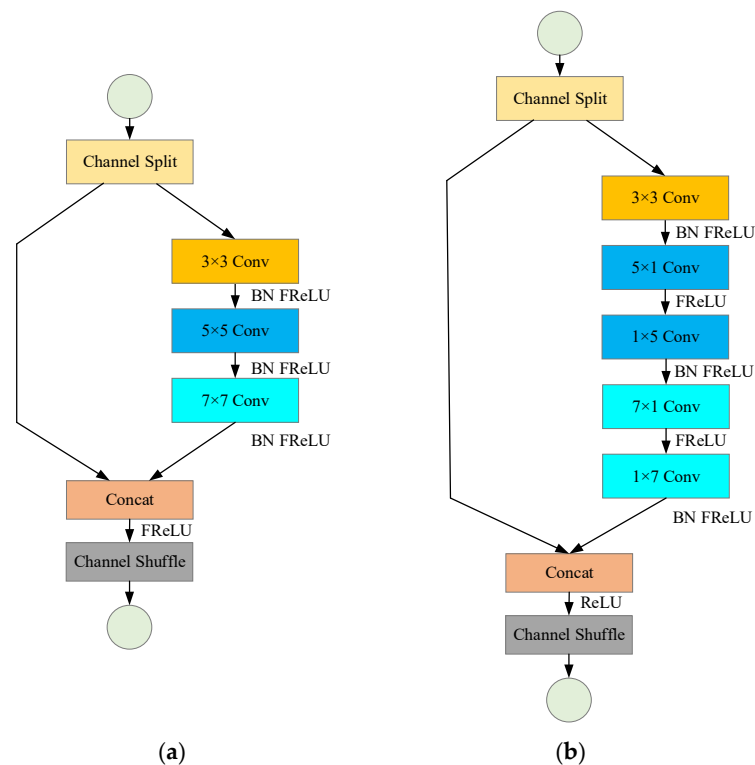 Channel Split
3×3 Conv
BN FReLU
5×5 Conv
BN FReLU
7×7 Conv
BN FReLU
Concat
FReLU
Channel Shuffle
(a)
Channel Split
3×3 Conv
BN FReLU
5×1 Conv
FReLU
1×5 Conv
BN FReLU
7×1 Conv
FReLU
1×7 Conv
BN FReLU
Concat
ReLU
Channel Shuffle
(b)